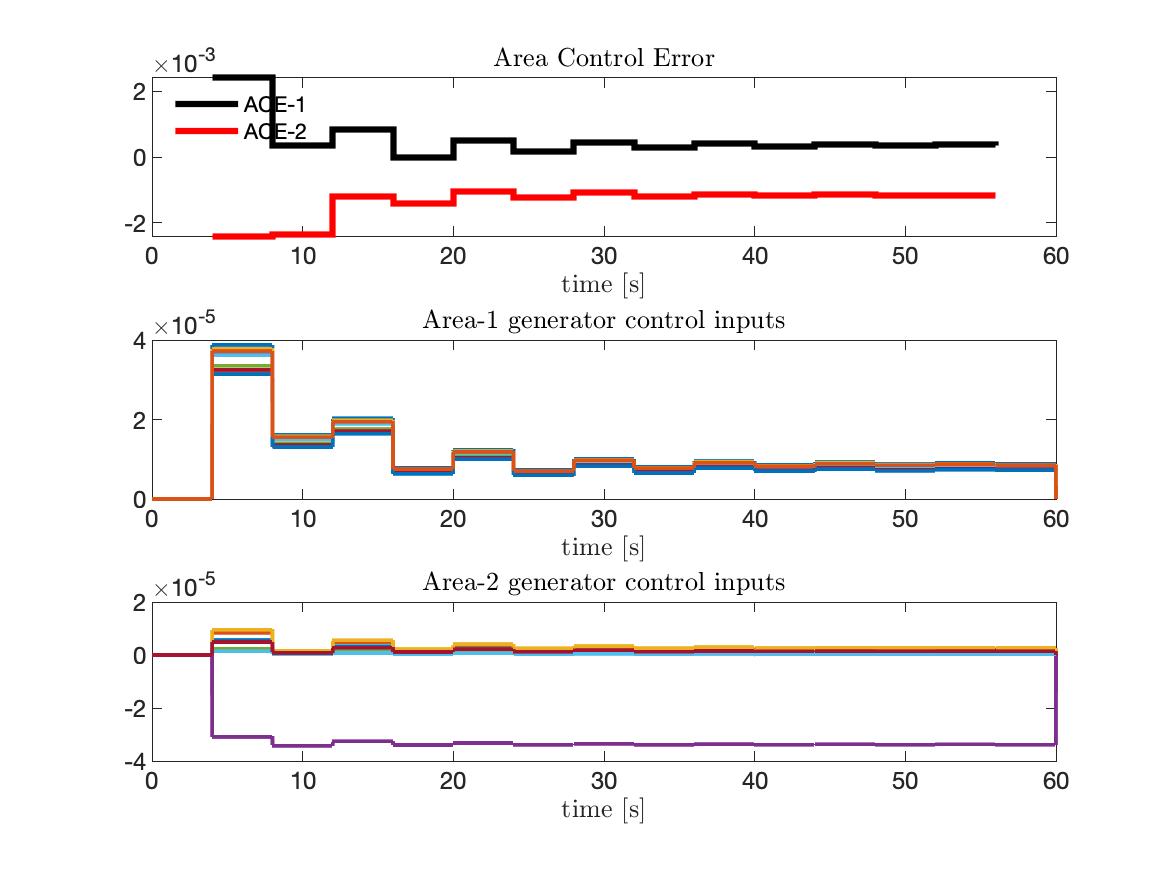 ×10-3
Area Control Error
2
0
-2
ACE-1
ACE-2
0 10 20 30 40 50 60
time [s]
×10-5
Area-1 generator control inputs
4
2
0
0 10 20 30 40 50 60
time [s]
×10-5
Area-2 generator control inputs
2
0
-2
-4
0 10 20 30 40 50 60
time [s]